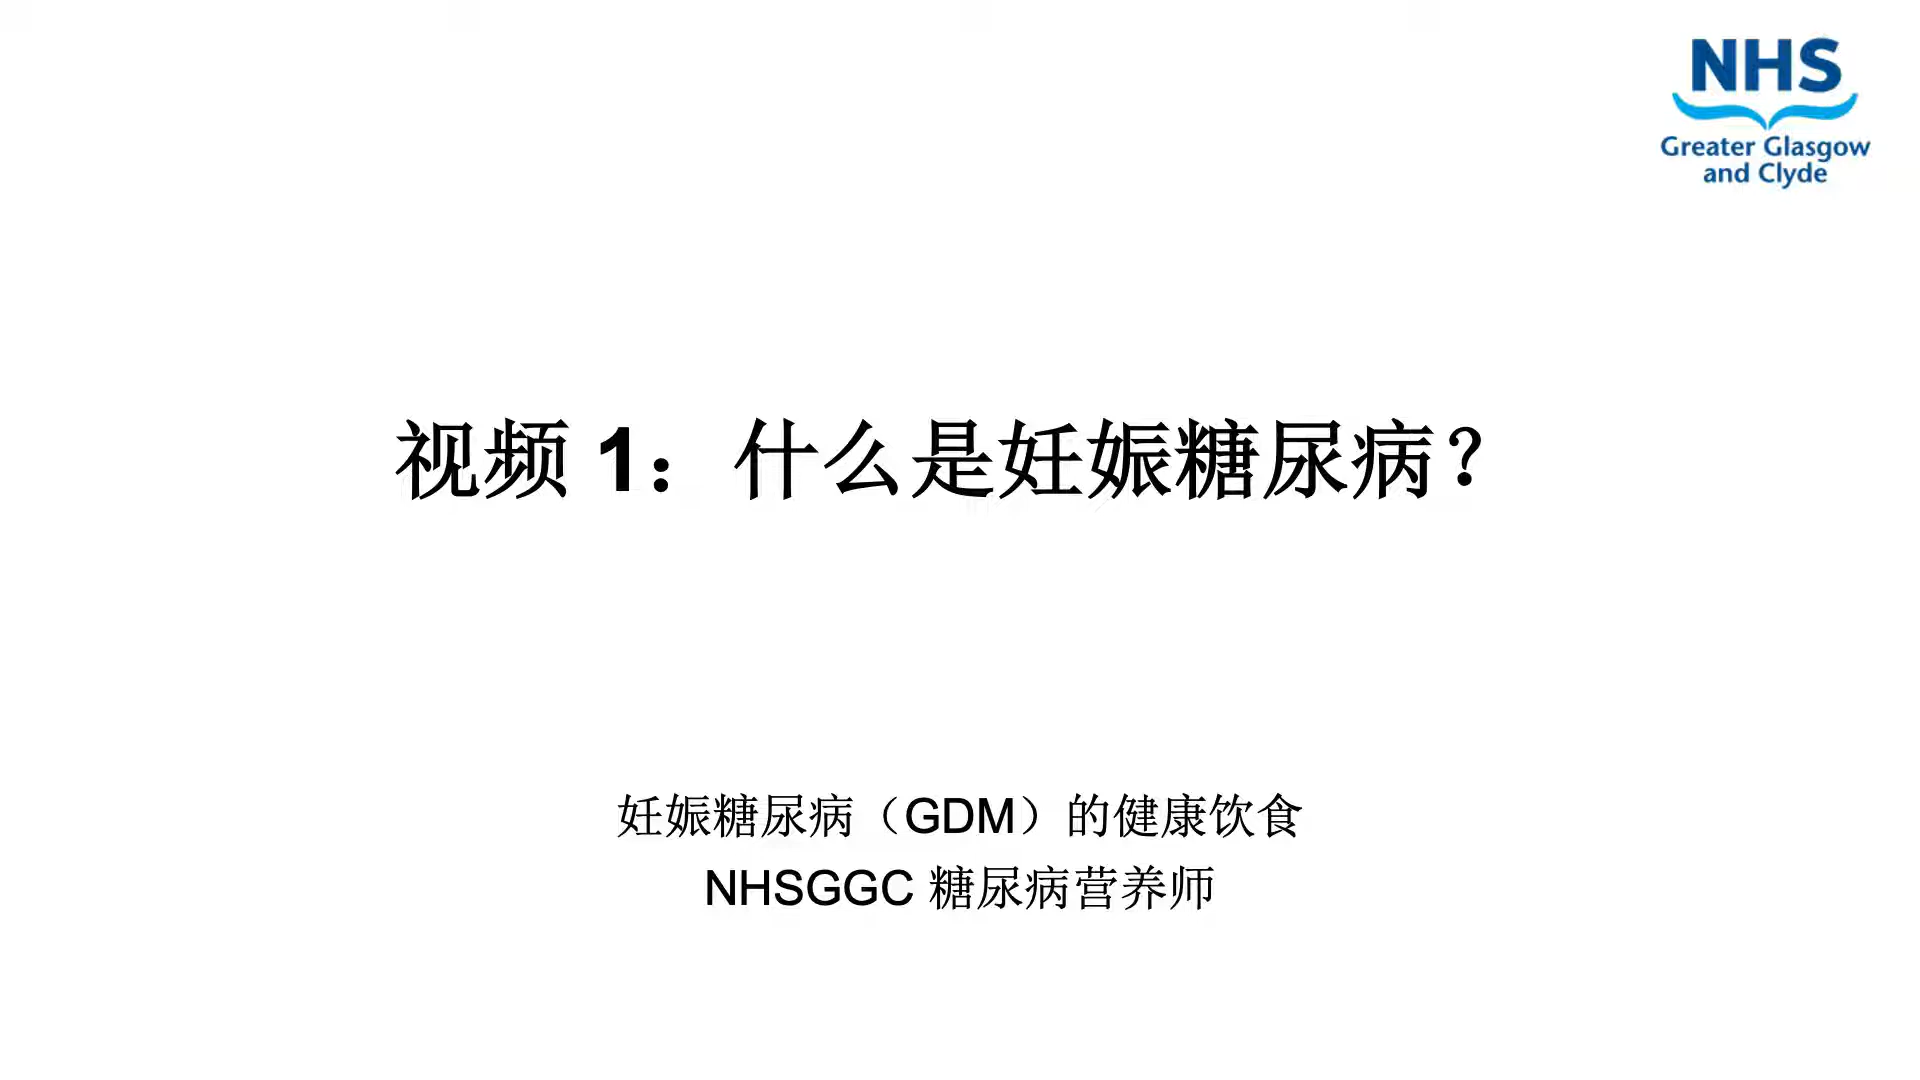 NHS
Greater Glasgow
and Clyde
视频 1：什么是妊娠糖尿病？
妊娠糖尿病（GDM）的健康饮食
NHSGGC 糖尿病营养师